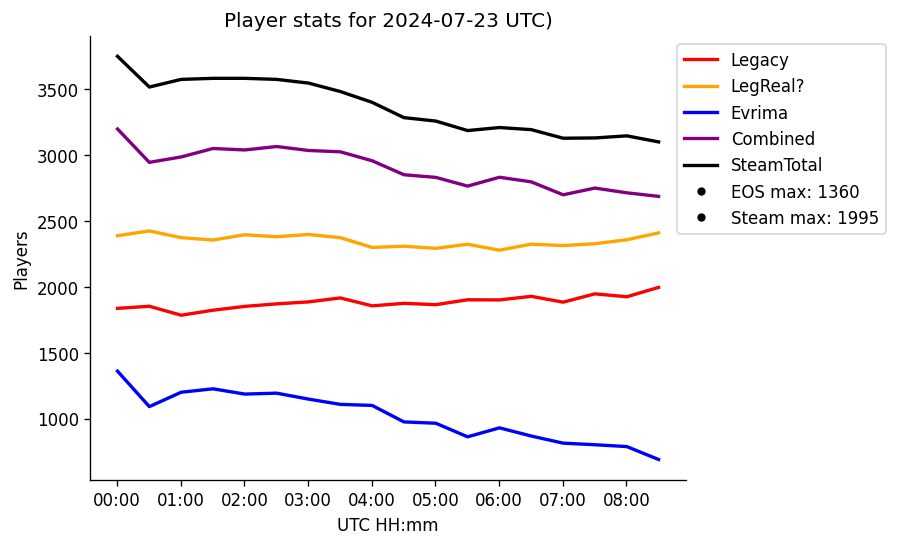 Player stats for 2024-07-23 UTC)
Legacy
LegReal?
Evrima
Combined
SteamTotal
EOS max: 1360
Steam max: 1995
Players
3500
3000
2500
2000
1500
1000
00:00 01:00 02:00 03:00 04:00 05:00 06:00 07:00 08:00
UTC HH:mm